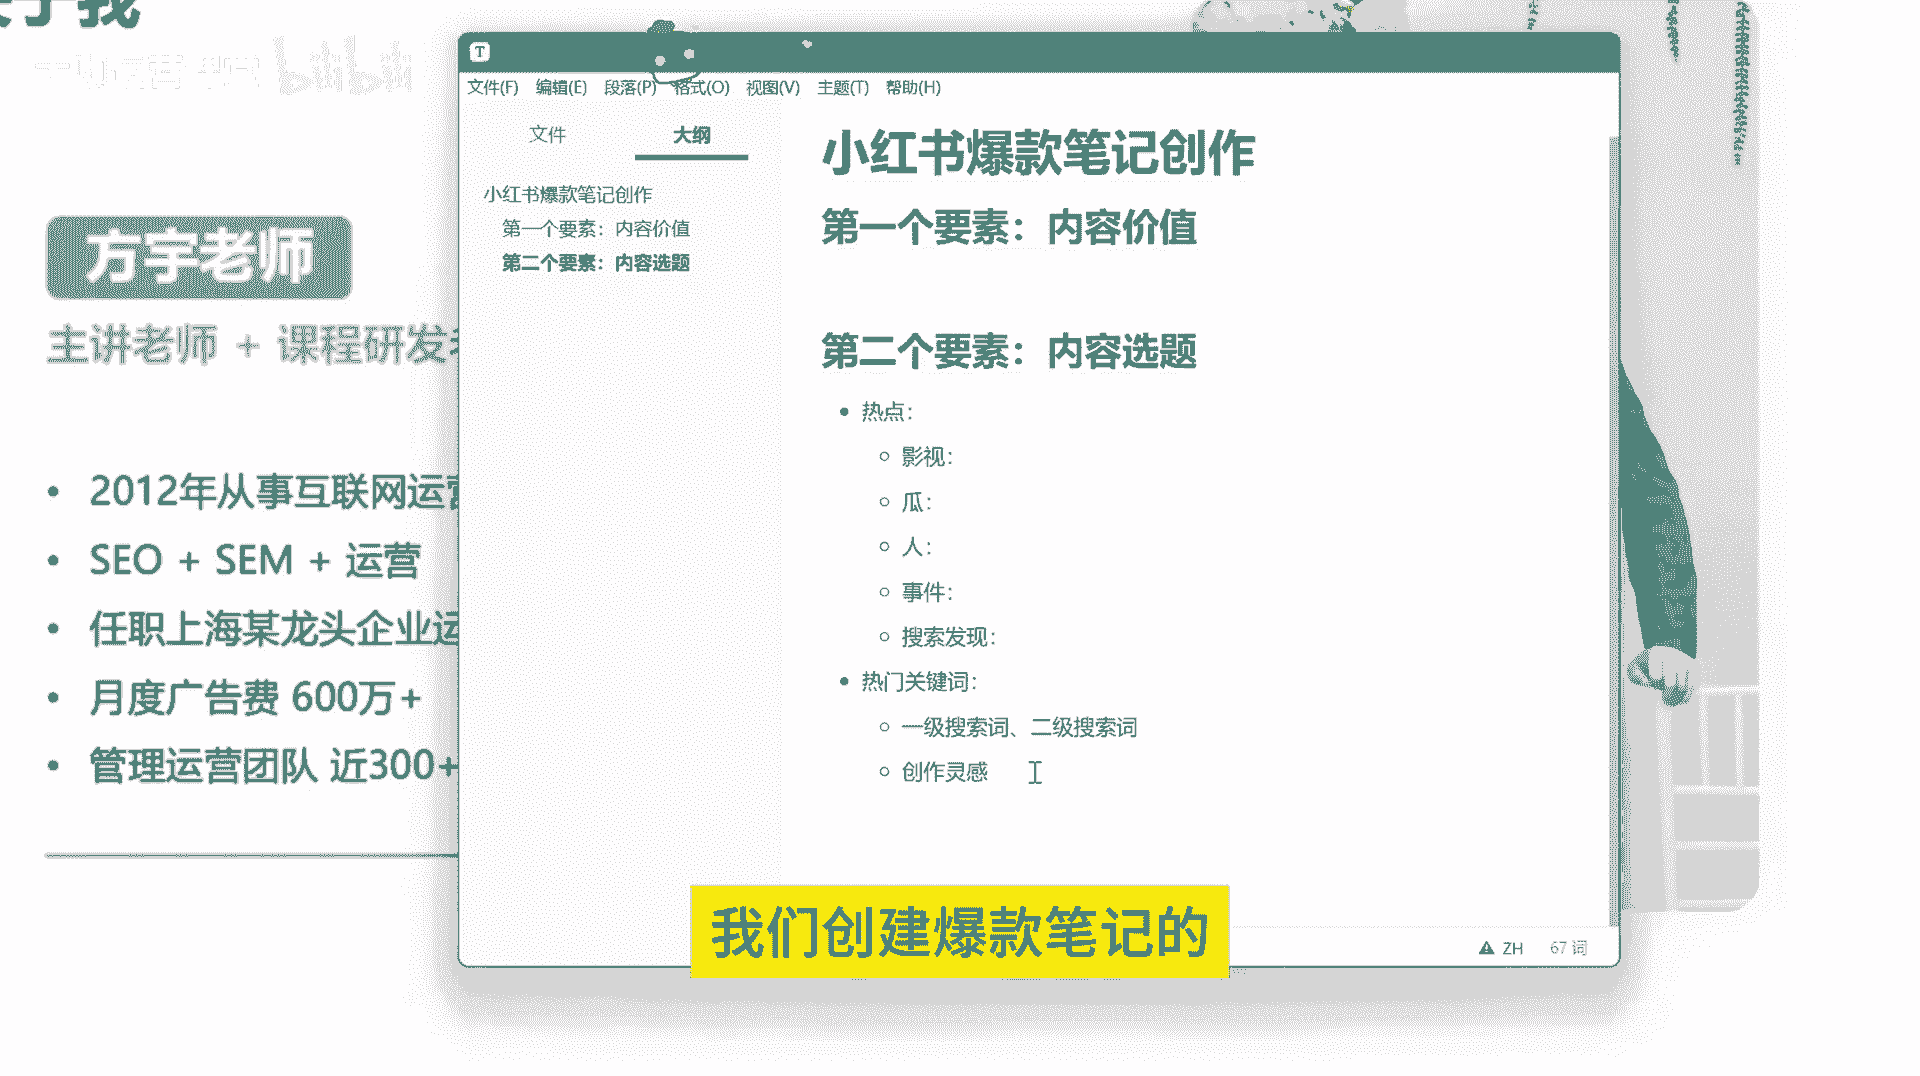 关于我
bilibili
方宇老师
主讲老师 + 课程研发
2012年从事互联网运营
SEO + SEM + 运营
任职上海某龙头企业运
月度广告费 600万+
管理运营团队 近300+
T
文件(F) 编辑(E) 段落(P) 格式(O) 视图(V) 主题(T) 帮助(H)
文件 大纲
小红书爆款笔记创作
第一个要素：内容价值
第二个要素：内容选题
小红书爆款笔记创作
第一个要素：内容价值
第二个要素：内容选题
热点：
影视：
瓜：
人：
事件：
搜索发现：
热门关键词：
一级搜索词、二级搜索词
创作灵感
ZH 67 词
我们创建爆款笔记的